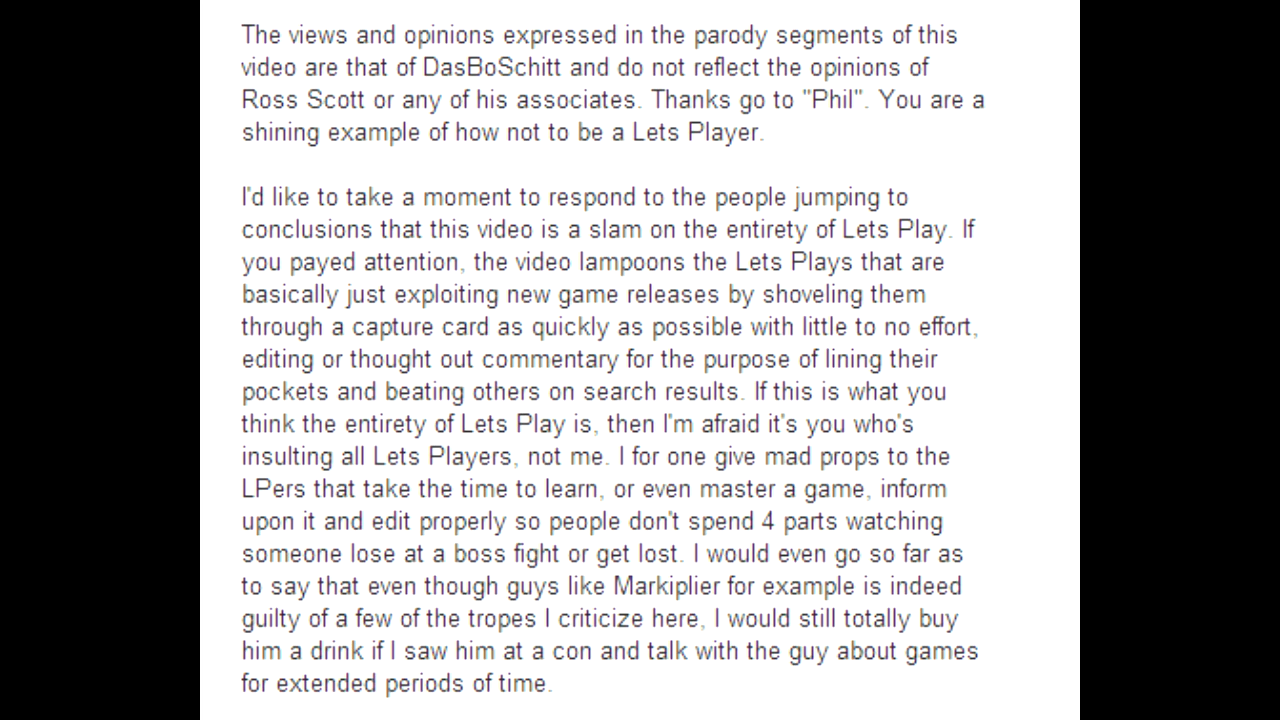 The views and opinions expressed in the parody segments of this
video are that of DasBoSchitt and do not reflect the opinions of
Ross Scott or any of his associates. Thanks go to "Phil". You are a
shining example of how not to be a Lets Player.
I'd like to take a moment to respond to the people jumping to
conclusions that this video is a slam on the entirety of Lets Play. If
you payed attention, the video lampoons the Lets Plays that are
basically just exploiting new game releases by shoveling them
through a capture card as quickly as possible with little to no effort,
editing or thought out commentary for the purpose of lining their
pockets and beating others on search results. If this is what you
think the entirety of Lets Play is, then I'm afraid it's you who's
insulting all Lets Players, not me. I for one give mad props to the
LPers that take the time to learn, or even master a game, inform
upon it and edit properly so people don't spend 4 parts watching
someone lose at a boss fight or get lost. I would even go so far as
to say that even though guys like Markiplier for example is indeed
guilty of a few of the tropes I criticize here, I would still totally buy
him a drink if I saw him at a con and talk with the guy about games
for extended periods of time.